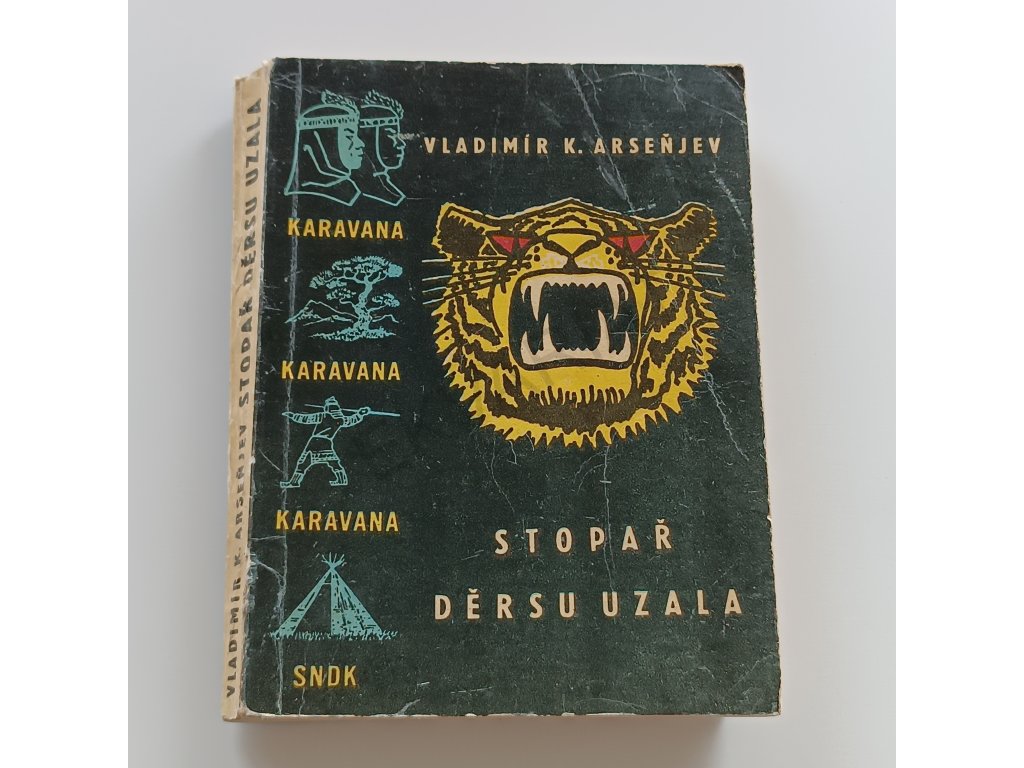 VLADIMÍR K. ARSEŇJEV STOPAŘ DĚRSU UZALA
VLADIMÍR K. ARSEŇJEV
KARAVANA
KARAVANA
KARAVANA
SNDK
STOPAŘ
DĚRSU UZALA